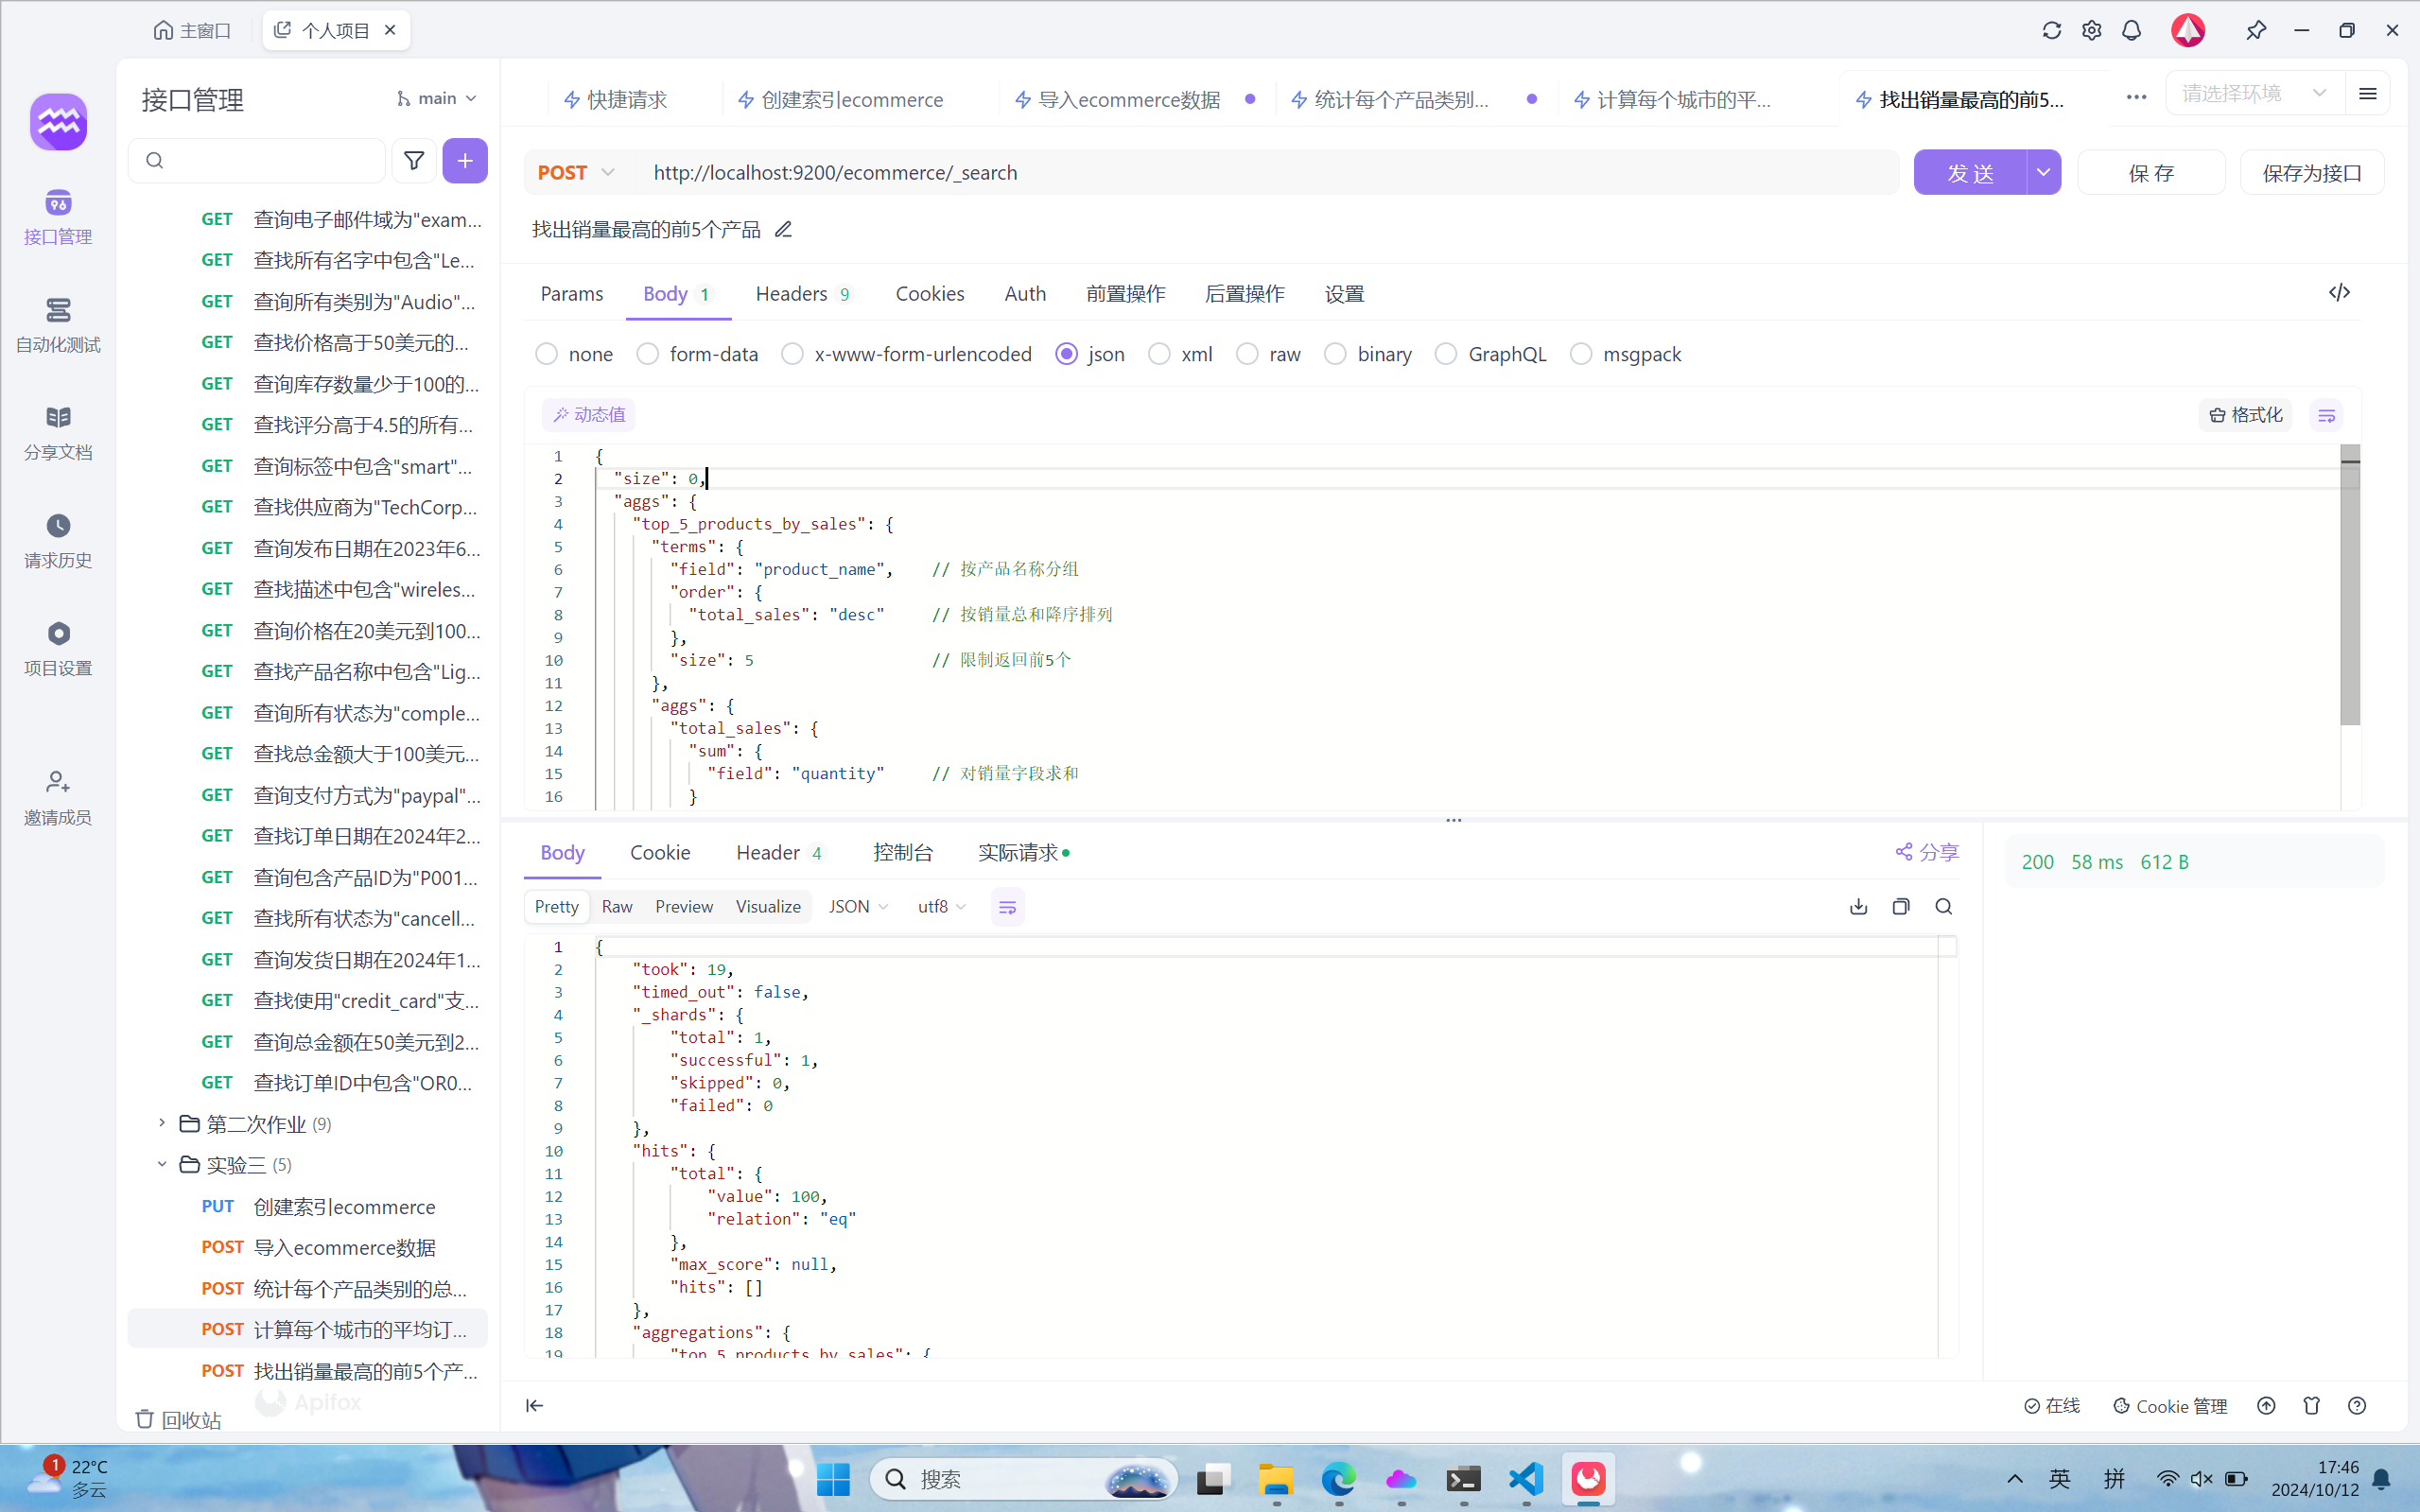 主窗口
个人项目
接口管理
main
快捷请求
创建索引ecommerce
导入ecommerce数据
统计每个产品类别...
计算每个城市的平...
找出销量最高的前5...
请选择环境
接口管理
自动化测试
分享文档
请求历史
项目设置
邀请成员
GET 查询电子邮件域为"exam...
GET 查找所有名字中包含"Le...
GET 查询所有类别为"Audio"...
GET 查找价格高于50美元的...
GET 查询库存数量少于100的...
GET 查找评分高于4.5的所有...
GET 查询标签中包含"smart"...
GET 查找供应商为"TechCorp...
GET 查询发布日期在2023年6...
GET 查找描述中包含"wireles...
GET 查询价格在20美元到100...
GET 查找产品名称中包含"Lig...
GET 查询所有状态为"comple...
GET 查找总金额大于100美元...
GET 查询支付方式为"paypal"...
GET 查找订单日期在2024年2...
GET 查询包含产品ID为"P001...
GET 查找所有状态为"cancell...
GET 查询发货日期在2024年1...
GET 查找使用"credit_card"支...
GET 查询总金额在50美元到2...
GET 查找订单ID中包含"OR0...
第二次作业 (9)
实验三 (5)
PUT 创建索引ecommerce
POST 导入ecommerce数据
POST 统计每个产品类别的总...
POST 计算每个城市的平均订...
POST 找出销量最高的前5个产...
Apifox
回收站
POST http://localhost:9200/ecommerce/_search
发 送
保 存
保存为接口
找出销量最高的前5个产品
Params Body 1 Headers 9 Cookies Auth 前置操作 后置操作 设置
none form-data x-www-form-urlencoded json xml raw binary GraphQL msgpack
动态值
格式化
1 {
2 "size": 0,
3 "aggs": {
4 "top_5_products_by_sales": {
5 "terms": {
6 "field": "product_name", // 按产品名称分组
7 "order": {
8 "total_sales": "desc" // 按销量总和降序排列
9 },
10 "size": 5 // 限制返回前5个
11 },
12 "aggs": {
13 "total_sales": {
14 "sum": {
15 "field": "quantity" // 对销量字段求和
16 }
Body Cookie Header 4 控制台 实际请求
分享
200 58 ms 612 B
Pretty Raw Preview Visualize JSON utf8
1 {
2 "took": 19,
3 "timed_out": false,
4 "_shards": {
5 "total": 1,
6 "successful": 1,
7 "skipped": 0,
8 "failed": 0
9 },
10 "hits": {
11 "total": {
12 "value": 100,
13 "relation": "eq"
14 },
15 "max_score": null,
16 "hits": []
17 },
18 "aggregations": {
19 "top_5_products_by_sales": {
在线
Cookie 管理
1
22°C
多云
搜索
英
拼
17:46
2024/10/12